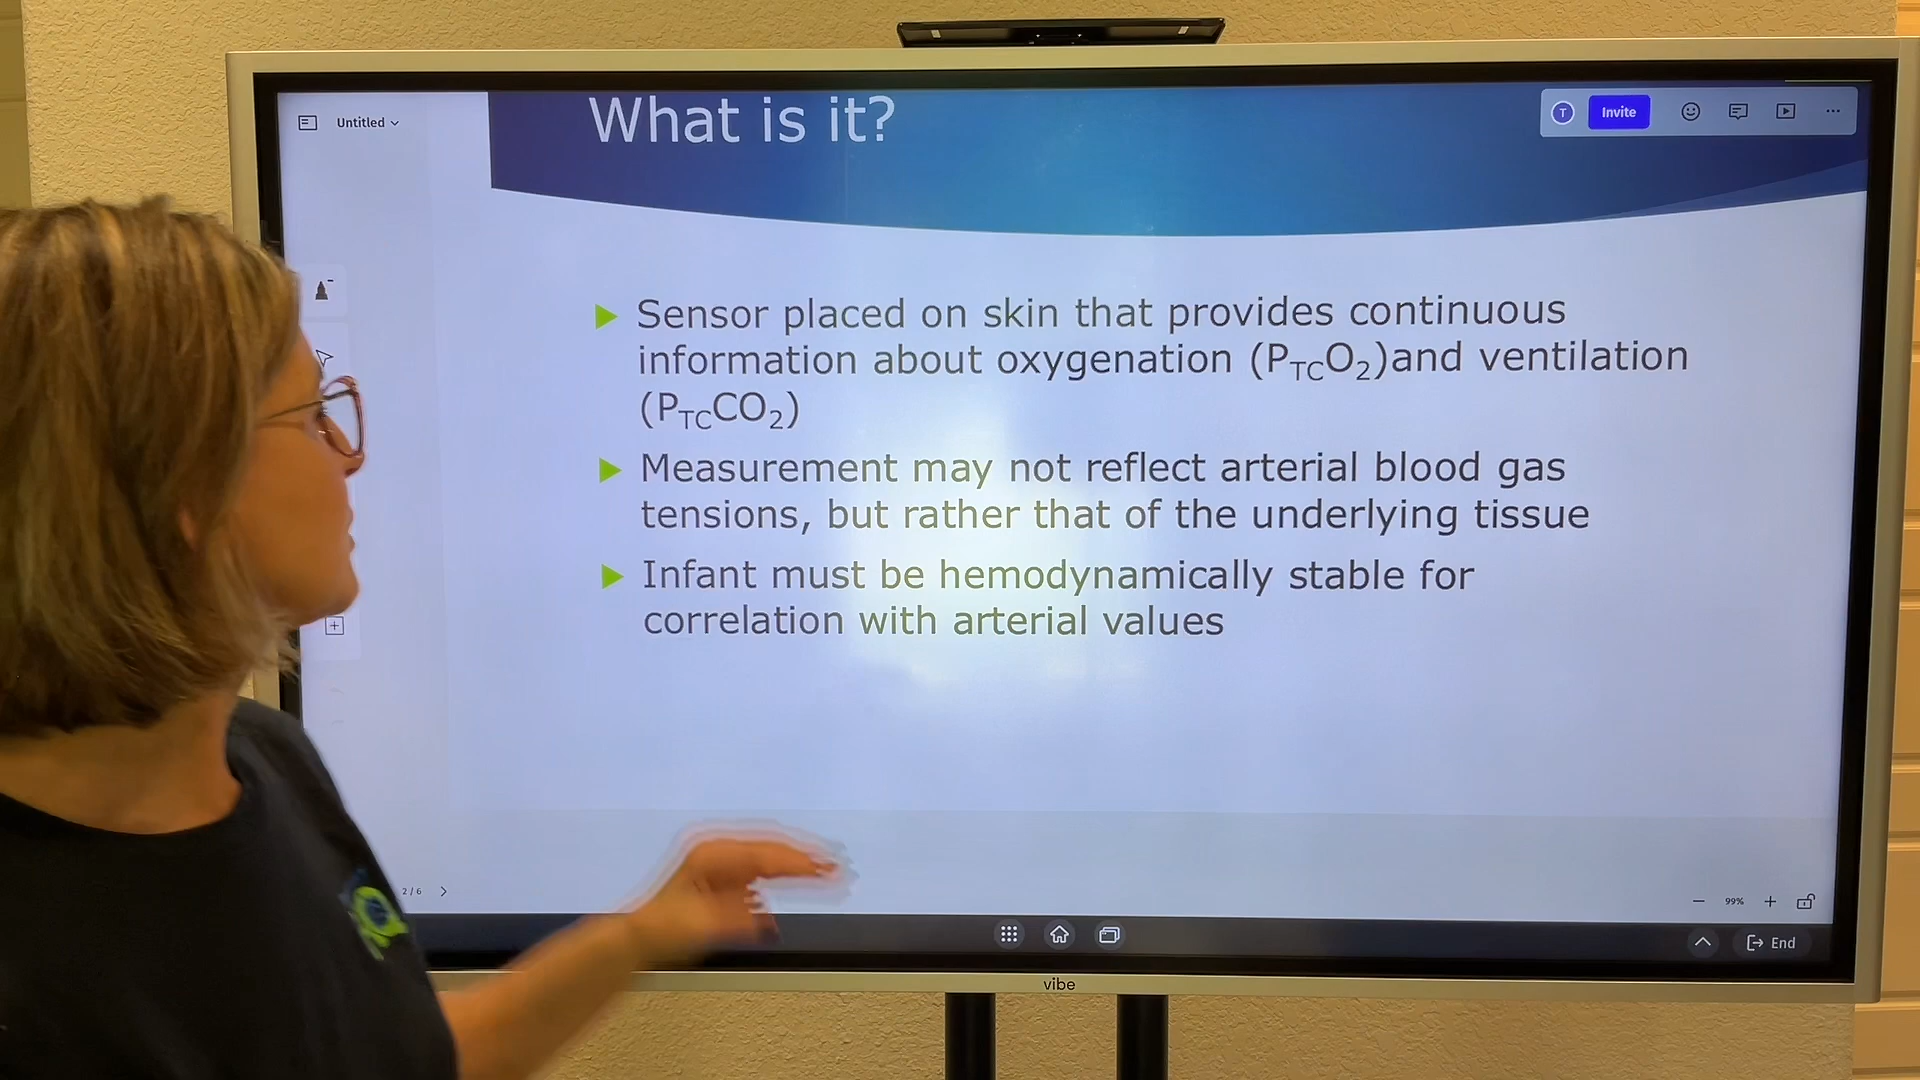 What is it?
Untitled
T
Invite
Sensor placed on skin that provides continuous
information about oxygenation (PTCO2)and ventilation
(PTCCO2)
Measurement may not reflect arterial blood gas
tensions, but rather that of the underlying tissue
Infant must be hemodynamically stable for
correlation with arterial values
2/6
99%
End
vibe